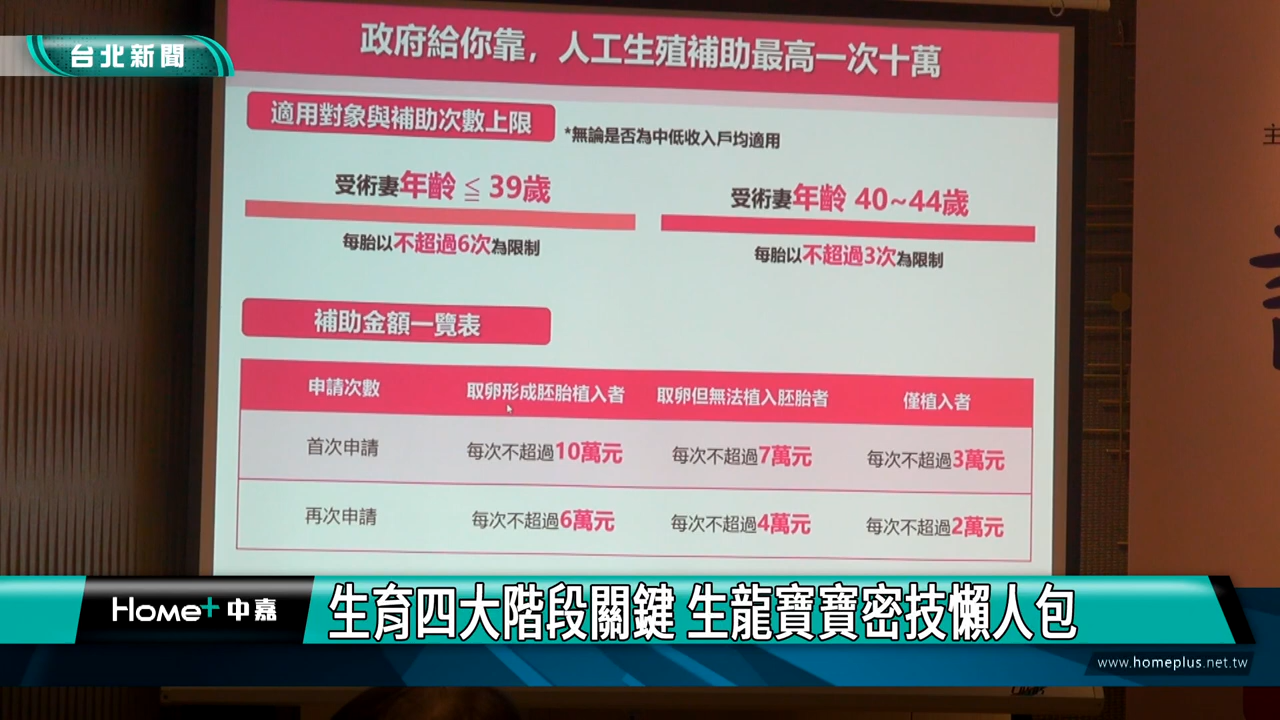 台北新聞
政府給你靠，人工生殖補助最高一次十萬
適用對象與補助次數上限
*無論是否為中低收入戶均適用
主
受術妻年齡 ≦ 39歲
受術妻年齡 40~44歲
每胎以不超過6次為限制
每胎以不超過3次為限制
補助金額一覽表
申請次數 取卵形成胚胎植入者 取卵但無法植入胚胎者 僅植入者
首次申請 每次不超過10萬元 每次不超過7萬元 每次不超過3萬元
再次申請 每次不超過6萬元 每次不超過4萬元 每次不超過2萬元
Home+中嘉
生育四大階段關鍵 生龍寶寶密技懶人包
www.homeplus.net.tw